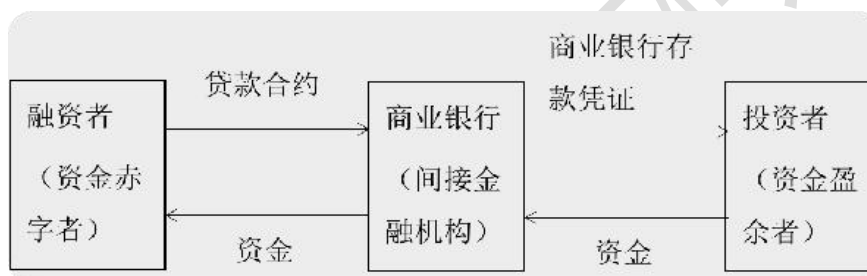 商业银行存
款凭证
贷款合约
融资者
（资金赤
字者）
商业银行
（间接金
融机构）
投资者
（资金盈
余者）
资金
资金